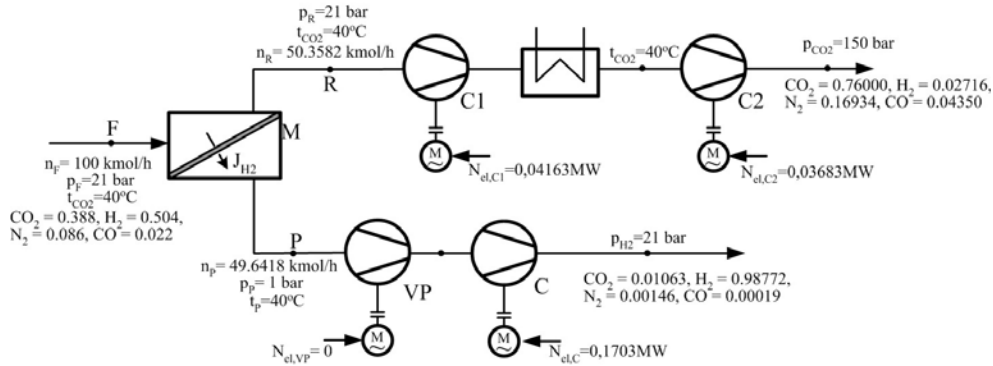 p_R=21 bar
t_CO2=40ºC
n_R= 50.3582 kmol/h
R
C1
t_CO2=40ºC
C2
p_CO2=150 bar
CO₂ = 0.76000, H₂ = 0.02716,
N₂ = 0.16934, CO = 0.04350
M
~
N_el,C1=0,04163MW
M
~
N_el,C2=0,03683MW
F
M
J_H2
n_F= 100 kmol/h
p_F=21 bar
t_CO2=40ºC
CO₂ = 0.388, H₂ = 0.504,
N₂ = 0.086, CO = 0.022
P
n_P= 49.6418 kmol/h
p_P= 1 bar
t_P=40ºC
VP
C
p_H2=21 bar
CO₂ = 0.01063, H₂ = 0.98772,
N₂ = 0.00146, CO = 0.00019
N_el,VP= 0
M
~
M
~
N_el,C=0,1703MW